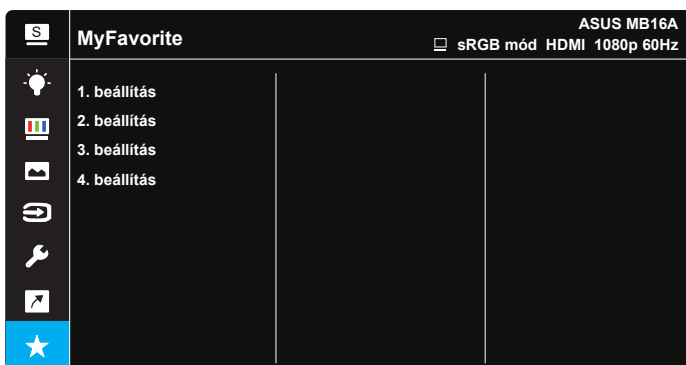 S
MyFavorite
ASUS MB16A
sRGB mód HDMI 1080p 60Hz
1. beállítás
2. beállítás
3. beállítás
4. beállítás